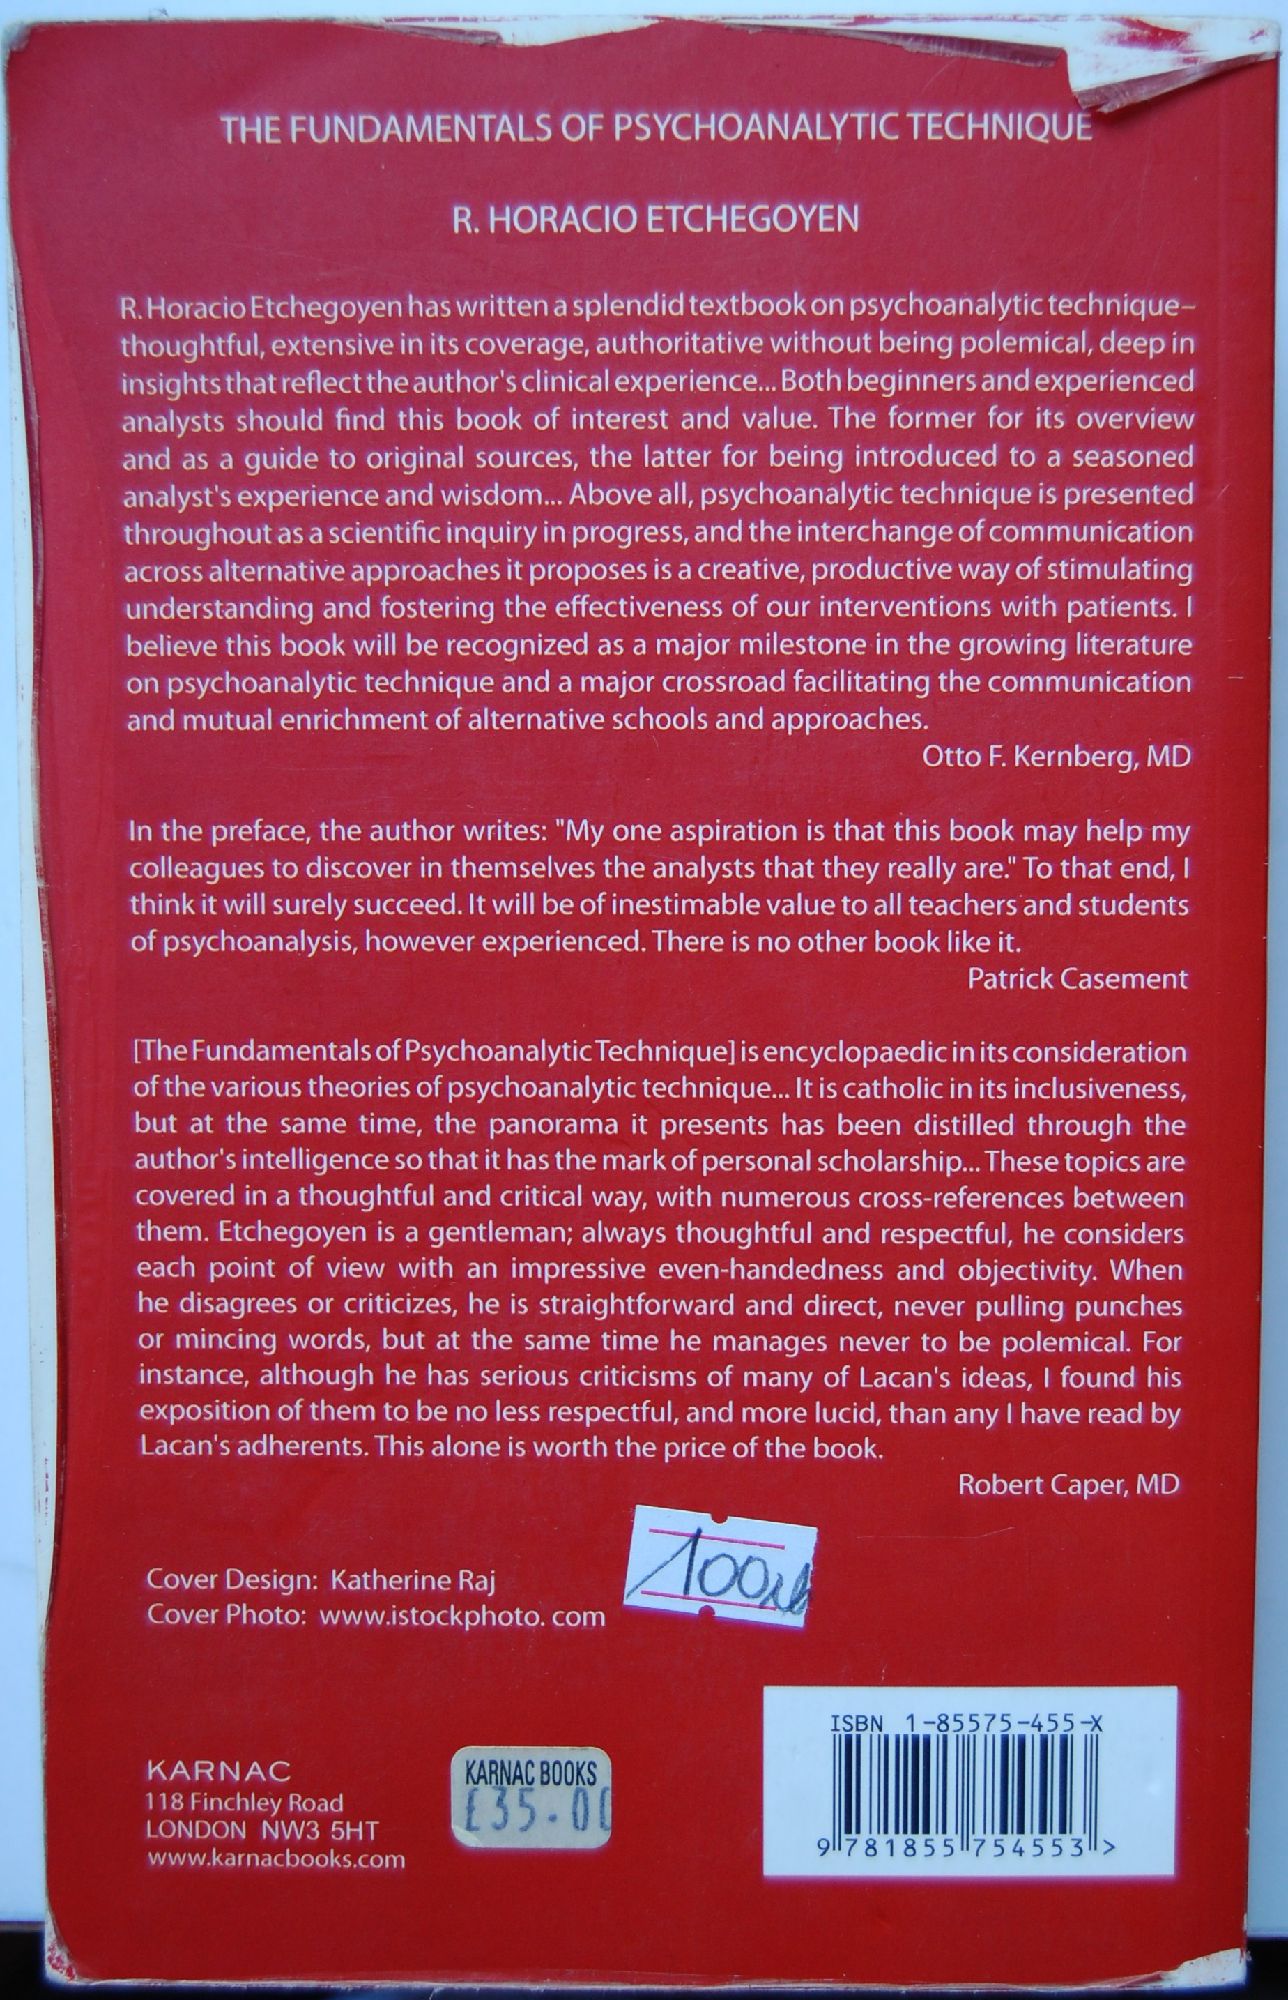 THE FUNDAMENTALS OF PSYCHOANALYTIC TECHNIQUE
R. HORACIO ETCHEGOYEN
R. Horacio Etchegoyen has written a splendid textbook on psychoanalytic technique–
thoughtful, extensive in its coverage, authoritative without being polemical, deep in
insights that reflect the author's clinical experience... Both beginners and experienced
analysts should find this book of interest and value. The former for its overview
and as a guide to original sources, the latter for being introduced to a seasoned
analyst's experience and wisdom... Above all, psychoanalytic technique is presented
throughout as a scientific inquiry in progress, and the interchange of communication
across alternative approaches it proposes is a creative, productive way of stimulating
understanding and fostering the effectiveness of our interventions with patients. I
believe this book will be recognized as a major milestone in the growing literature
on psychoanalytic technique and a major crossroad facilitating the communication
and mutual enrichment of alternative schools and approaches.
Otto F. Kernberg, MD
In the preface, the author writes: "My one aspiration is that this book may help my
colleagues to discover in themselves the analysts that they really are." To that end, I
think it will surely succeed. It will be of inestimable value to all teachers and students
of psychoanalysis, however experienced. There is no other book like it.
Patrick Casement
[The Fundamentals of Psychoanalytic Technique] is encyclopaedic in its consideration
of the various theories of psychoanalytic technique... It is catholic in its inclusiveness,
but at the same time, the panorama it presents has been distilled through the
author's intelligence so that it has the mark of personal scholarship... These topics are
covered in a thoughtful and critical way, with numerous cross-references between
them. Etchegoyen is a gentleman; always thoughtful and respectful, he considers
each point of view with an impressive even-handedness and objectivity. When
he disagrees or criticizes, he is straightforward and direct, never pulling punches
or mincing words, but at the same time he manages never to be polemical. For
instance, although he has serious criticisms of many of Lacan's ideas, I found his
exposition of them to be no less respectful, and more lucid, than any I have read by
Lacan's adherents. This alone is worth the price of the book.
Robert Caper, MD
100
Cover Design: Katherine Raj
Cover Photo: www.istockphoto. com
KARNAC
118 Finchley Road
LONDON NW3 5HT
www.karnacbooks.com
KARNAC BOOKS
£35.00
ISBN 1-85575-455-X
9 781855 754553 >